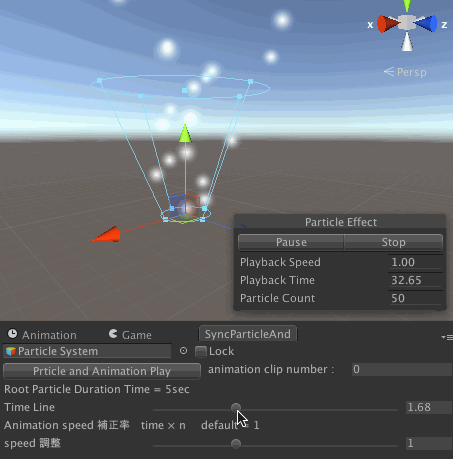 x z
Persp
Particle Effect
Pause Stop
Playback Speed 1.00
Playback Time 32.65
Particle Count 50
Animation Game SyncParticleAnd
Particle System Lock
Prticle and Animation Play animation clip number : 0
Root Particle Duration Time = 5sec
Time Line 1.68
Animation speed 補正率 time × n default = 1
speed 調整 1